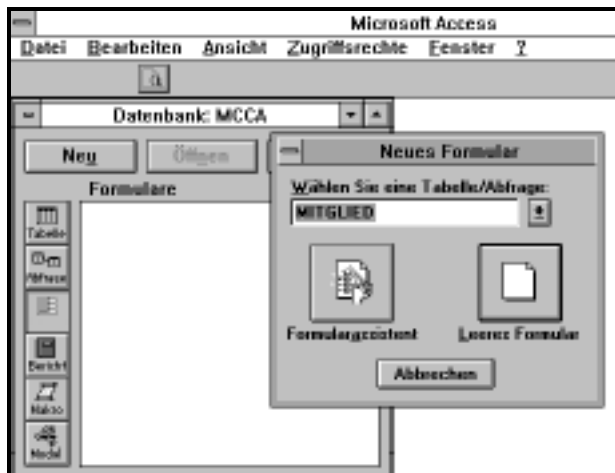 Microsoft Access
Datei Bearbeiten Ansicht Zugriffsrechte Fenster ?
Datenbank: MCCA
Neu Öffnen
Neues Formular
Formulare
Wählen Sie eine Tabelle/Abfrage:
MITGLIED
Tabelle
Abfrage
Formularassistent Leeres Formular
Bericht
Abbrechen
Makro
Modul